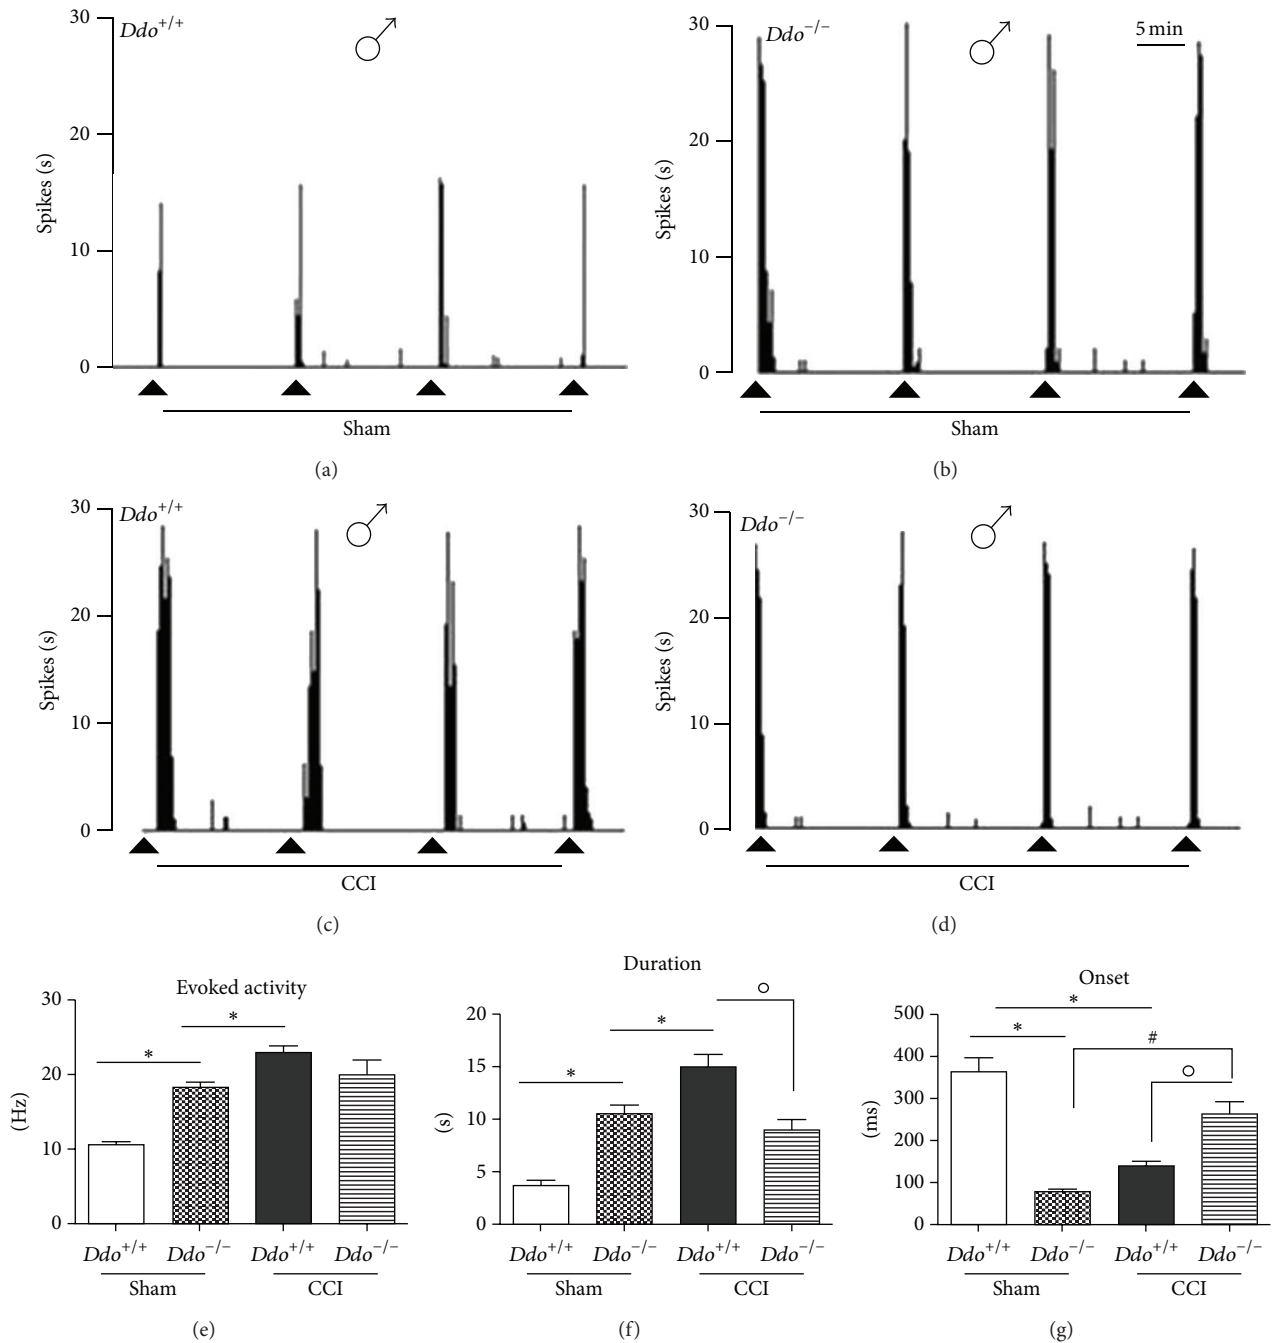 Ddo+/+
30
20
10
0
Spikes (s)
Sham
(a)
Ddo−/−
5 min
30
20
10
0
Spikes (s)
Sham
(b)
Ddo+/+
30
20
10
0
Spikes (s)
CCI
(c)
Ddo−/−
30
20
10
0
Spikes (s)
CCI
(d)
Evoked activity
30
20
10
0
(Hz)
*
*
Ddo+/+ Ddo−/− Ddo+/+ Ddo−/−
Sham CCI
(e)
Duration
20
15
10
5
0
(s)
*
*
Ddo+/+ Ddo−/− Ddo+/+ Ddo−/−
Sham CCI
(f)
Onset
500
400
300
200
100
0
(ms)
*
*
#
Ddo+/+ Ddo−/− Ddo+/+ Ddo−/−
Sham CCI
(g)